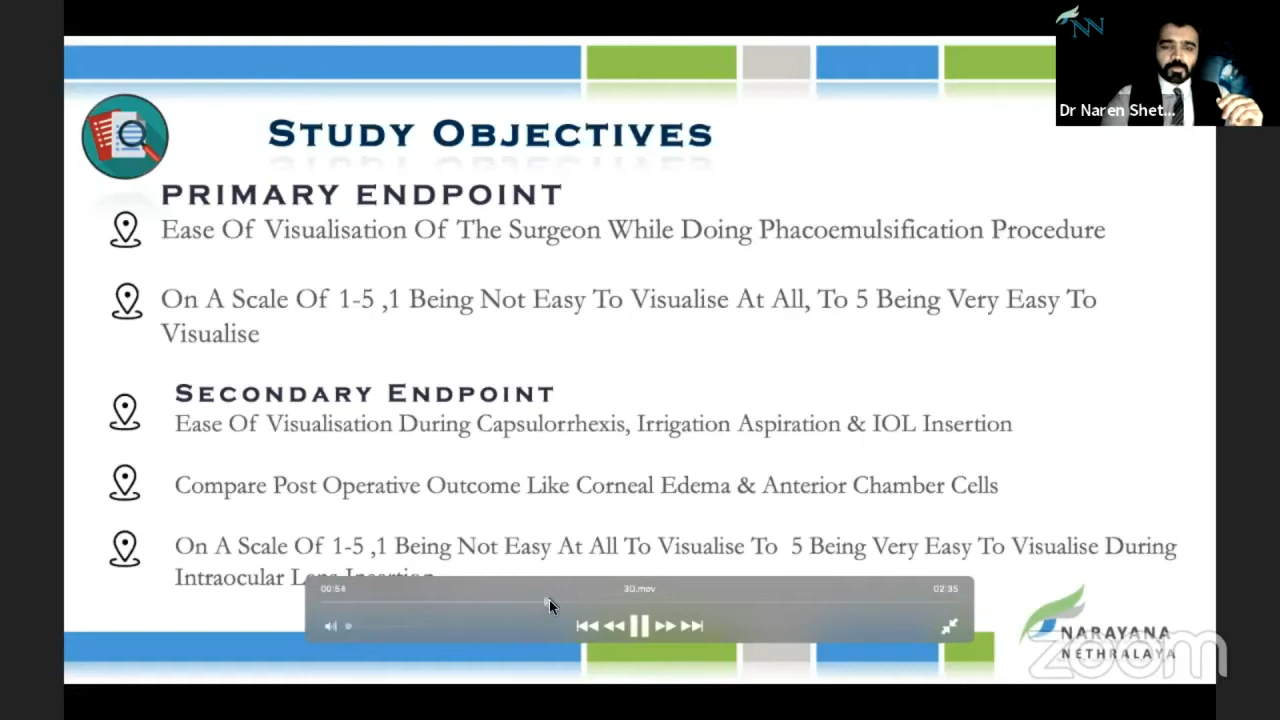 NN
Dr Naren Shet...
STUDY OBJECTIVES
PRIMARY ENDPOINT
Ease Of Visualisation Of The Surgeon While Doing Phacoemulsification Procedure
On A Scale Of 1-5 ,1 Being Not Easy To Visualise At All, To 5 Being Very Easy To
Visualise
SECONDARY ENDPOINT
Ease Of Visualisation During Capsulorrhexis, Irrigation Aspiration & IOL Insertion
Compare Post Operative Outcome Like Corneal Edema & Anterior Chamber Cells
On A Scale Of 1-5 ,1 Being Not Easy At All To Visualise To 5 Being Very Easy To Visualise During
Intraocular Lens Insertion
00:54
3D.mov
02:35
NARAYANA
NETHRALAYA
zoom